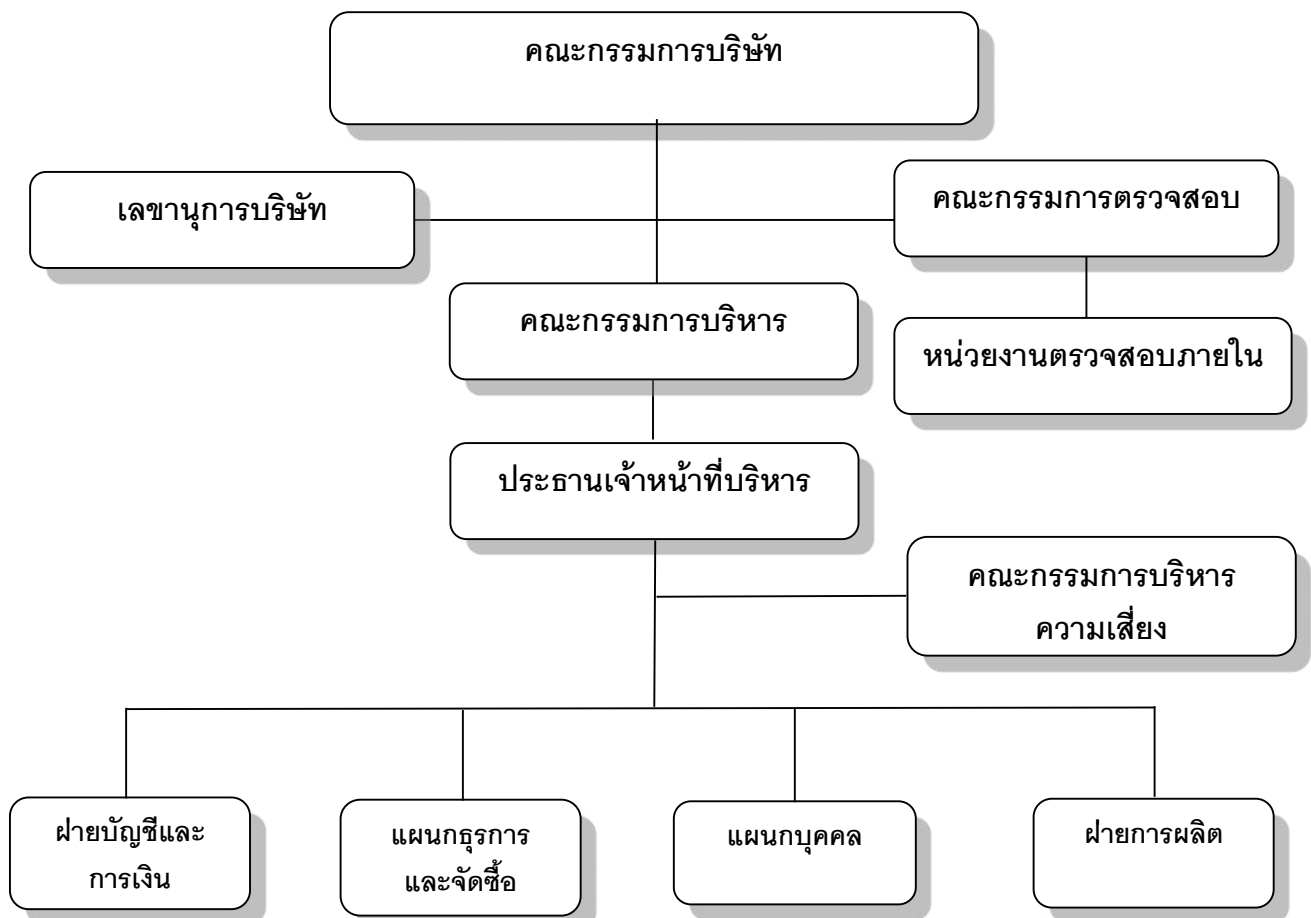 คณะกรรมการบริษัท
เลขานุการบริษัท
คณะกรรมการตรวจสอบ
คณะกรรมการบริหาร
หน่วยงานตรวจสอบภายใน
ประธานเจ้าหน้าที่บริหาร
คณะกรรมการบริหาร
ความเสี่ยง
ฝ่ายบัญชีและ
การเงิน
แผนกธุรการ
และจัดซื้อ
แผนกบุคคล
ฝ่ายการผลิต